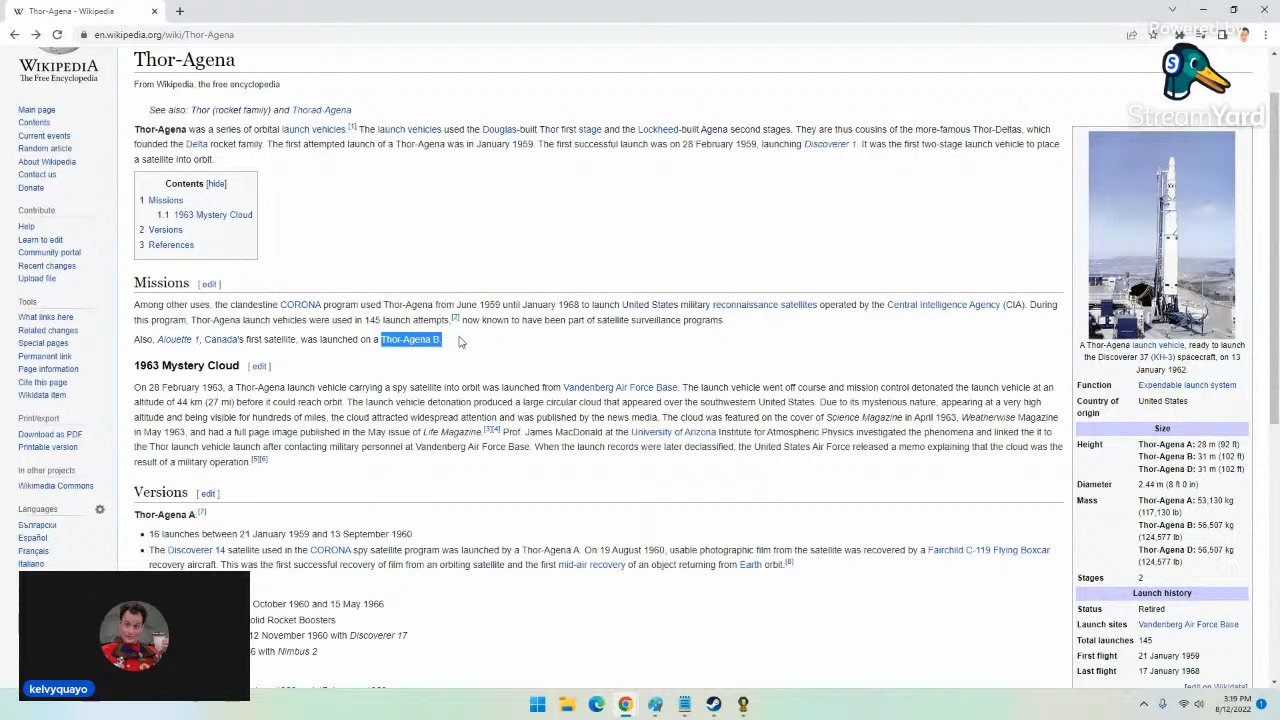 Thor-Agena - Wikipedia
en.wikipedia.org/wiki/Thor-Agena
Powered by
StreamYard
WIKIPEDIA
The Free Encyclopedia
Main page
Contents
Current events
Random article
About Wikipedia
Contact us
Donate
Contribute
Help
Learn to edit
Community portal
Recent changes
Upload file
Tools
What links here
Related changes
Special pages
Permanent link
Page information
Cite this page
Wikidata item
Print/export
Download as PDF
Printable version
In other projects
Wikimedia Commons
Languages
Български
Español
Français
Italiano
Thor-Agena
From Wikipedia, the free encyclopedia
See also: Thor (rocket family) and Thorad-Agena
Thor-Agena was a series of orbital launch vehicles.[1] The launch vehicles used the Douglas-built Thor first stage and the Lockheed-built Agena second stages. They are thus cousins of the more-famous Thor-Deltas, which
founded the Delta rocket family. The first attempted launch of a Thor-Agena was in January 1959. The first successful launch was on 28 February 1959, launching Discoverer 1. It was the first two-stage launch vehicle to place
a satellite into orbit.
Contents [hide]
1 Missions
1.1 1963 Mystery Cloud
2 Versions
3 References
Missions [ edit ]
Among other uses, the clandestine CORONA program used Thor-Agena from June 1959 until January 1968 to launch United States military reconnaissance satellites operated by the Central Intelligence Agency (CIA). During
this program, Thor-Agena launch vehicles were used in 145 launch attempts,[2] now known to have been part of satellite surveillance programs.
Also, Alouette 1, Canada's first satellite, was launched on a Thor-Agena B.
1963 Mystery Cloud [ edit ]
On 28 February 1963, a Thor-Agena launch vehicle carrying a spy satellite into orbit was launched from Vandenberg Air Force Base. The launch vehicle went off course and mission control detonated the launch vehicle at an
altitude of 44 km (27 mi) before it could reach orbit. The launch vehicle detonation produced a large circular cloud that appeared over the southwestern United States. Due to its mysterious nature, appearing at a very high
altitude and being visible for hundreds of miles, the cloud attracted widespread attention and was published by the news media. The cloud was featured on the cover of Science Magazine in April 1963, Weatherwise Magazine
in May 1963, and had a full page image published in the May issue of Life Magazine.[3][4] Prof. James MacDonald at the University of Arizona Institute for Atmospheric Physics investigated the phenomena and linked the it to
the Thor launch vehicle launch after contacting military personnel at Vandenberg Air Force Base. When the launch records were later declassified, the United States Air Force released a memo explaining that the cloud was the
result of a military operation.[5][6]
Versions [ edit ]
Thor-Agena A:[7]
• 16 launches between 21 January 1959 and 13 September 1960
• The Discoverer 14 satellite used in the CORONA spy satellite program was launched by a Thor-Agena A. On 19 August 1960, usable photographic film from the satellite was recovered by a Fairchild C-119 Flying Boxcar
recovery aircraft. This was the first successful recovery of film from an orbiting satellite and the first mid-air recovery of an object returning from Earth orbit.[8]
October 1960 and 15 May 1966
olid Rocket Boosters
12 November 1960 with Discoverer 17
6 with Nimbus 2
A Thor-Agena launch vehicle, ready to launch
the Discoverer 37 (KH-3) spacecraft, on 13
January 1962.
Function Expendable launch system
Country of origin United States
Size
Height Thor-Agena A: 28 m (92 ft)
Thor-Agena B: 31 m (102 ft)
Thor-Agena D: 31 m (102 ft)
Diameter 2.44 m (8 ft 0 in)
Mass Thor-Agena A: 53,130 kg
(117,130 lb)
Thor-Agena B: 56,507 kg
(124,577 lb)
Thor-Agena D: 56,507 kg
(124,577 lb)
Stages 2
Launch history
Status Retired
Launch sites Vandenberg Air Force Base
Total launches 145
First flight 21 January 1959
Last flight 17 January 1968
[edit on Wikidata]
kelvyquayo
3:19 PM
8/12/2022